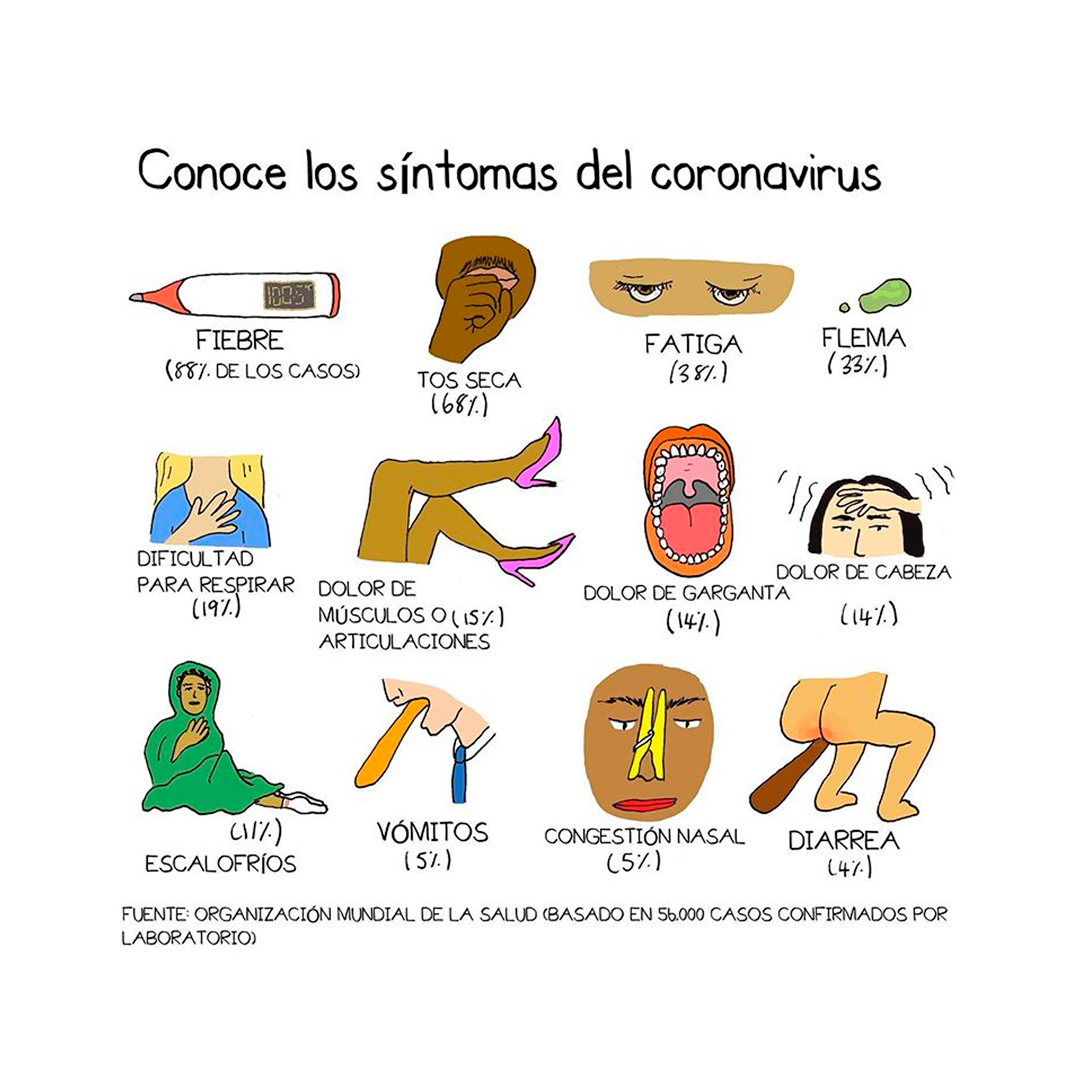 Conoce los síntomas del coronavirus
100.5°
FIEBRE
(88% DE LOS CASOS)
TOS SECA
(68%)
FATIGA
(38%)
FLEMA
(33%)
DIFICULTAD
PARA RESPIRAR
(19%)
DOLOR DE
MÚSCULOS O (15%)
ARTICULACIONES
DOLOR DE GARGANTA
(14%)
DOLOR DE CABEZA
(14%)
(11%)
ESCALOFRÍOS
VÓMITOS
(5%)
CONGESTIÓN NASAL
(5%)
DIARREA
(4%)
FUENTE: ORGANIZACIÓN MUNDIAL DE LA SALUD (BASADO EN 56.000 CASOS CONFIRMADOS POR
LABORATORIO)